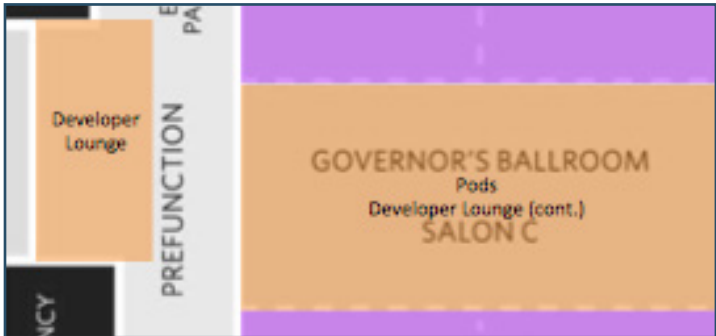 Developer
Lounge
PREFUNCTION
GOVERNOR'S BALLROOM
Pods
Developer Lounge (cont.)
SALON C